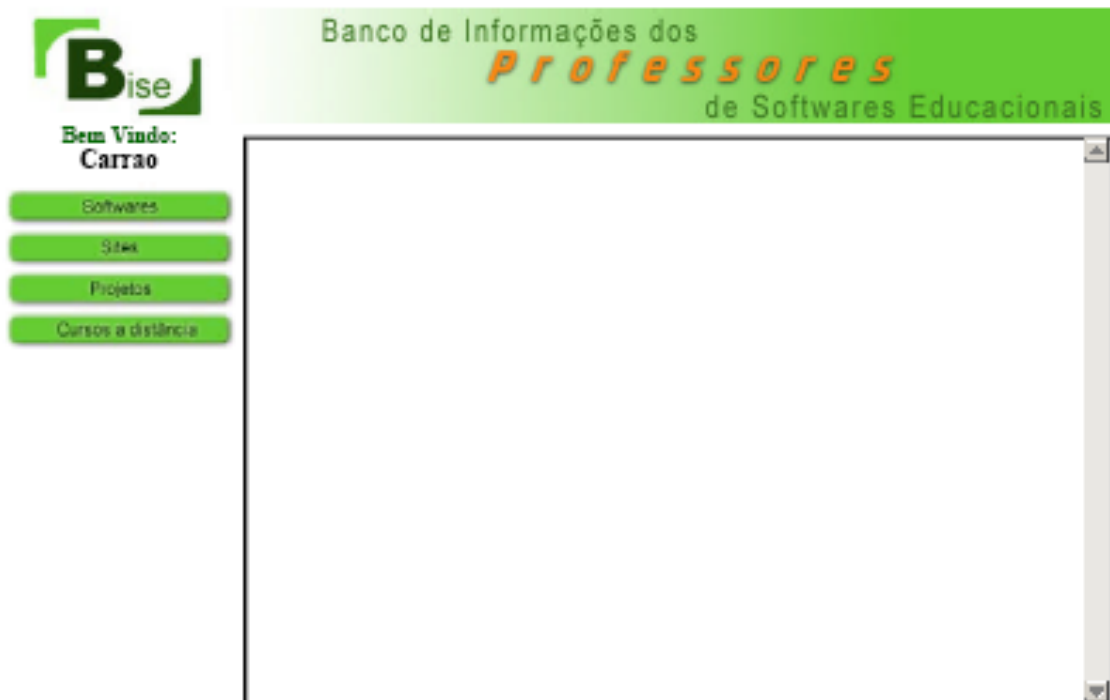 Bise
Banco de Informações dos
Professores
de Softwares Educacionais
Bem Vindo:
Carrao
Softwares
Sites
Projetos
Cursos a distância